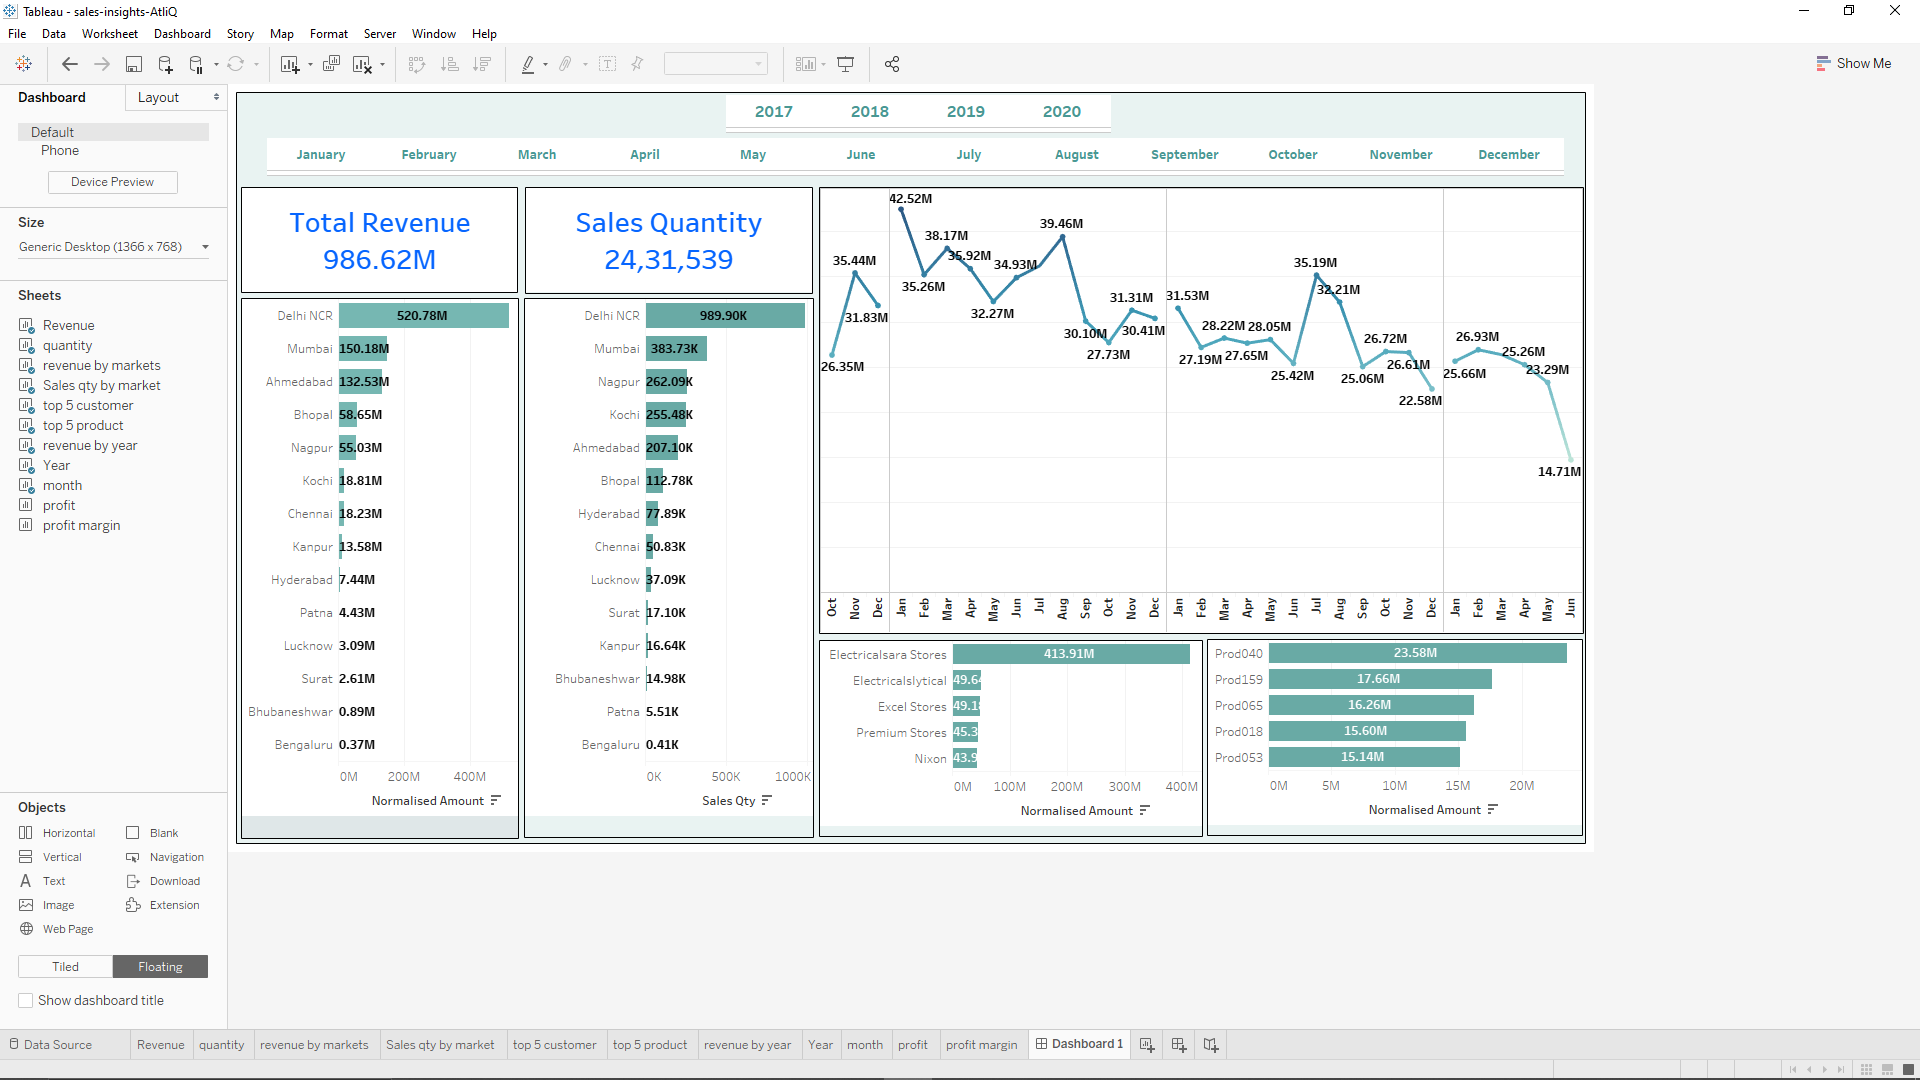 Tableau - sales-insights-AtliQ
File Data Worksheet Dashboard Story Map Format Server Window Help
Show Me
Dashboard Layout
Default
Phone
Device Preview
Size
Generic Desktop (1366 x 768)
Sheets
Revenue
quantity
revenue by markets
Sales qty by market
top 5 customer
top 5 product
revenue by year
Year
month
profit
profit margin
Objects
Horizontal Blank
Vertical Navigation
Text Download
Image Extension
Web Page
Tiled Floating
Show dashboard title
2017 2018 2019 2020
January February March April May June July August September October November December
Total Revenue
986.62M
Sales Quantity
24,31,539
Delhi NCR 520.78M
Mumbai 150.18M
Ahmedabad 132.53M
Bhopal 58.65M
Nagpur 55.03M
Kochi 18.81M
Chennai 18.23M
Kanpur 13.58M
Hyderabad 7.44M
Patna 4.43M
Lucknow 3.09M
Surat 2.61M
Bhubaneshwar 0.89M
Bengaluru 0.37M
0M 200M 400M
Normalised Amount
Delhi NCR 989.90K
Mumbai 383.73K
Nagpur 262.09K
Kochi 255.48K
Ahmedabad 207.10K
Bhopal 112.78K
Hyderabad 77.89K
Chennai 50.83K
Lucknow 37.09K
Surat 17.10K
Kanpur 16.64K
Bhubaneshwar 14.98K
Patna 5.51K
Bengaluru 0.41K
0K 500K 1000K
Sales Qty
26.35M 35.44M 31.83M
42.52M 35.26M 38.17M 35.92M 32.27M 34.93M 39.46M 30.10M 27.73M 31.31M 30.41M
31.53M 27.19M 28.22M 27.65M 28.05M 25.42M 35.19M 32.21M 25.06M 26.72M 26.61M 22.58M
25.66M 26.93M 25.26M 23.29M 14.71M
Oct Nov Dec Jan Feb Mar Apr May Jun Jul Aug Sep Oct Nov Dec Jan Feb Mar Apr May Jun Jul Aug Sep Oct Nov Dec Jan Feb Mar Apr May Jun
Electricalsara Stores 413.91M
Electricalslytical 49.64
Excel Stores 49.18
Premium Stores 45.3
Nixon 43.9
0M 100M 200M 300M 400M
Normalised Amount
Prod040 23.58M
Prod159 17.66M
Prod065 16.26M
Prod018 15.60M
Prod053 15.14M
0M 5M 10M 15M 20M
Normalised Amount
Data Source Revenue quantity revenue by markets Sales qty by market top 5 customer top 5 product revenue by year Year month profit profit margin Dashboard 1